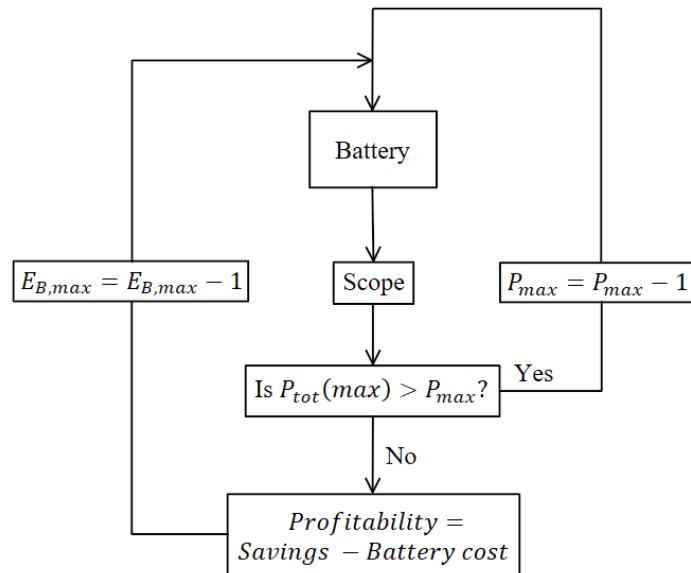 Battery
E_{B,max} = E_{B,max} − 1
Scope
P_{max} = P_{max} − 1
Is P_{tot}(max) > P_{max}?
Yes
No
Profitability =
Savings − Battery cost